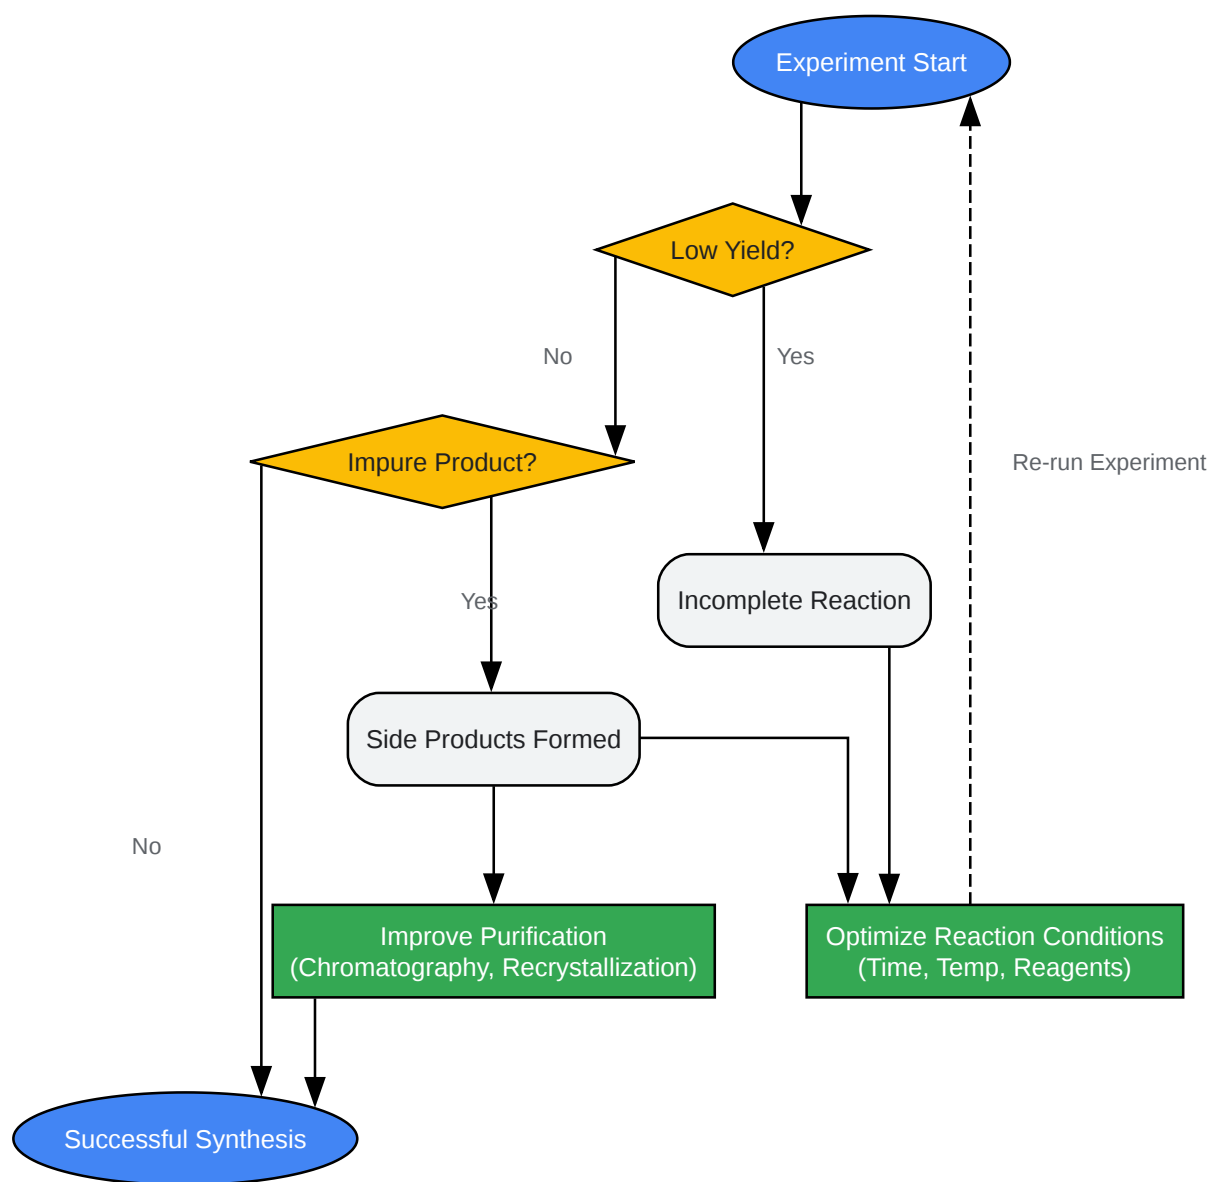 Experiment Start
Low Yield?
No
Yes
Impure Product?
Re-run Experiment
Yes
Incomplete Reaction
Side Products Formed
No
Improve Purification
(Chromatography, Recrystallization)
Optimize Reaction Conditions
(Time, Temp, Reagents)
Successful Synthesis